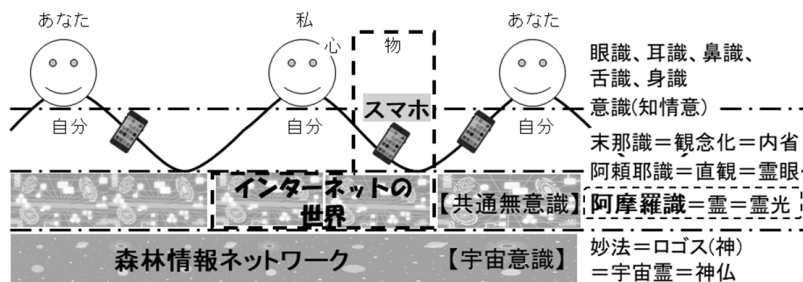 あなた
私
あなた
心
物
自分
スマホ
自分
自分
眼識、耳識、鼻識、
舌識、身識
意識(知情意)
末那識＝観念化＝内省
阿頼耶識＝直観＝霊眼
インターネットの
世界
【共通無意識】
阿摩羅識＝霊＝霊光
森林情報ネットワーク
【宇宙意識】
妙法＝ロゴス(神)
＝宇宙霊＝神仏